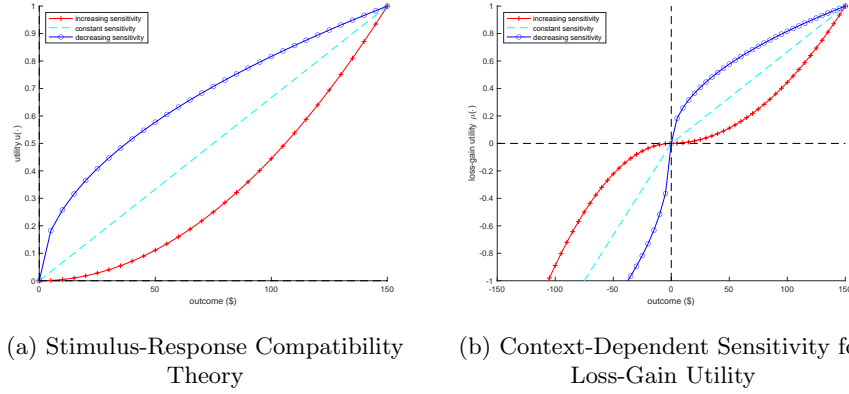 increasing sensitivity
constant sensitivity
decreasing sensitivity
1
0.9
0.8
0.7
0.6
0.5
0.4
0.3
0.2
0.1
0
utility u(·)
0 50 100 150
outcome ($)
(a) Stimulus-Response Compatibility
Theory
increasing sensitivity
constant sensitivity
decreasing sensitivity
1
0.8
0.6
0.4
0.2
0
-0.2
-0.4
-0.6
-0.8
-1
loss-gain utility μ(·)
-150 -100 -50 0 50 100 150
outcome ($)
(b) Context-Dependent Sensitivity fo
Loss-Gain Utility